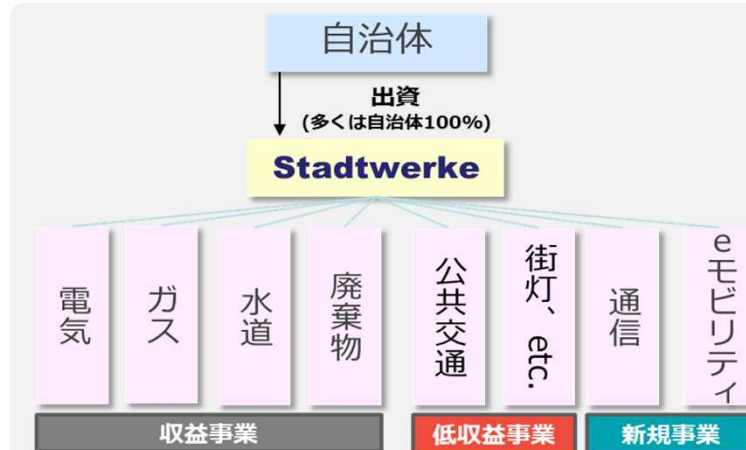 自治体
出資
(多くは自治体100%)
Stadtwerke
電気
ガス
水道
廃棄物
公共交通
街灯、etc.
通信
eモビリティ
収益事業
低収益事業
新規事業